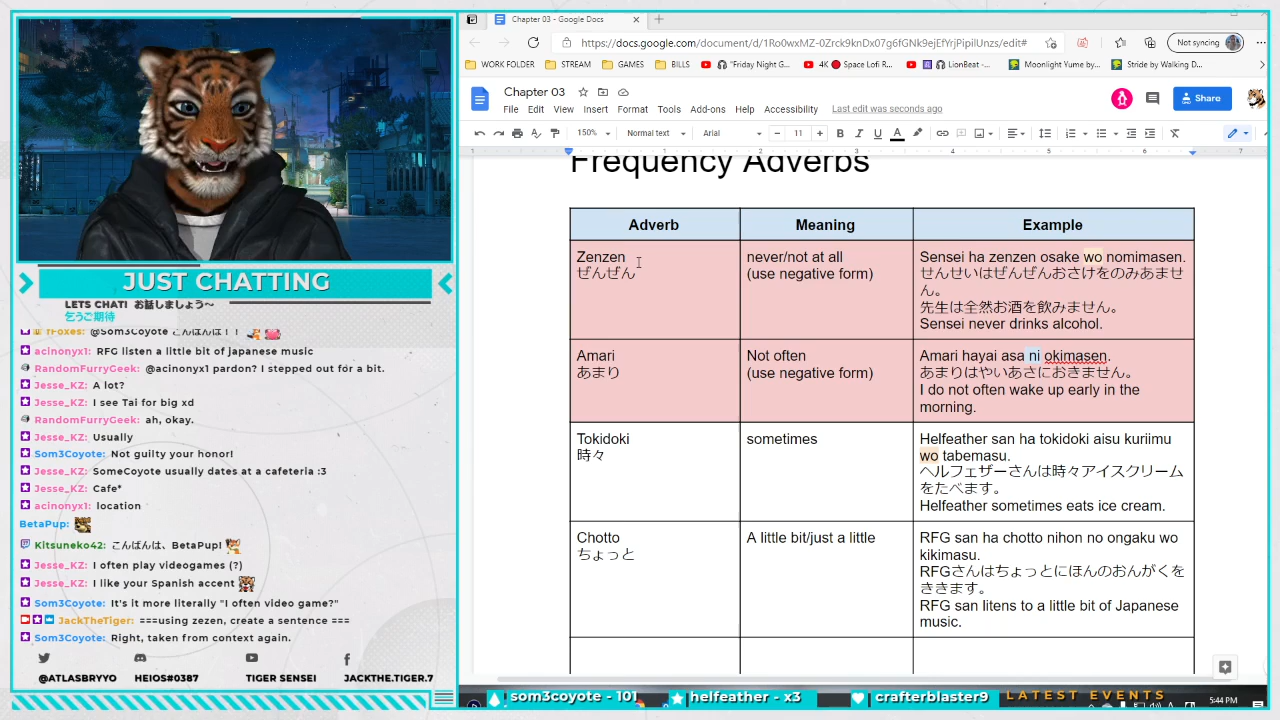 JUST CHATTING
LETS CHAT! お話しましょう〜
乞うご期待
fFoxes: @Som3Coyote こんばんは！！
acinonyx1: RFG listen a little bit of japanese music
RandomFurryGeek: @acinonyx1 pardon? I stepped out for a bit.
Jesse_KZ: A lot?
Jesse_KZ: I see Tai for big xd
RandomFurryGeek: ah, okay.
Jesse_KZ: Usually
Som3Coyote: Not guilty your honor!
Jesse_KZ: SomeCoyote usually dates at a cafeteria :3
Jesse_KZ: Cafe*
acinonyx1: location
BetaPup:
Kitsuneko42: こんばんは、BetaPup!
Jesse_KZ: I often play videogames (?)
Jesse_KZ: I like your Spanish accent
Som3Coyote: It's it more literally "I often video game?"
JackTheTiger: ===using zezen, create a sentence ===
Som3Coyote: Right, taken from context again.
@ATLASBRYYO HEIOS#0387 TIGER SENSEI JACKTHE.TIGER.7
Chapter 03 - Google Docs
https://docs.google.com/document/d/1Ro0wxMZ-0Zrck9knDx07g6fGNk9ejEfYrjPipilUnzs/edit#
Not syncing
WORK FOLDER STREAM GAMES BILLS "Friday Night G... 4K Space Lofi Ra... LionBeat -... Moonlight Yume by... Stride by Walking D...
Chapter 03
File Edit View Insert Format Tools Add-ons Help Accessibility Last edit was seconds ago
Share
150% Normal text Arial 11 B I U A
1 1 2 3 4 5 6 7
Frequency Adverbs
Adverb Meaning Example
Zenzen
ぜんぜん
never/not at all
(use negative form)
Sensei ha zenzen osake wo nomimasen.
せんせいはぜんぜんおさけをのみあませ
ん。
先生は全然お酒を飲みません。
Sensei never drinks alcohol.
Amari
あまり
Not often
(use negative form)
Amari hayai asa ni okimasen.
あまりはやいあさにおきません。
I do not often wake up early in the
morning.
Tokidoki
時々
sometimes
Helfeather san ha tokidoki aisu kuriimu
wo tabemasu.
ヘルフェザーさんは時々アイスクリーム
をたべます。
Helfeather sometimes eats ice cream.
Chotto
ちょっと
A little bit/just a little
RFG san ha chotto nihon no ongaku wo
kikimasu.
RFGさんはちょっとにほんのおんがくを
ききます。
RFG san litens to a little bit of Japanese
music.
som3coyote - 101 helfeather - x3 crafterblaster9 LATEST EVENTS
5:44 PM